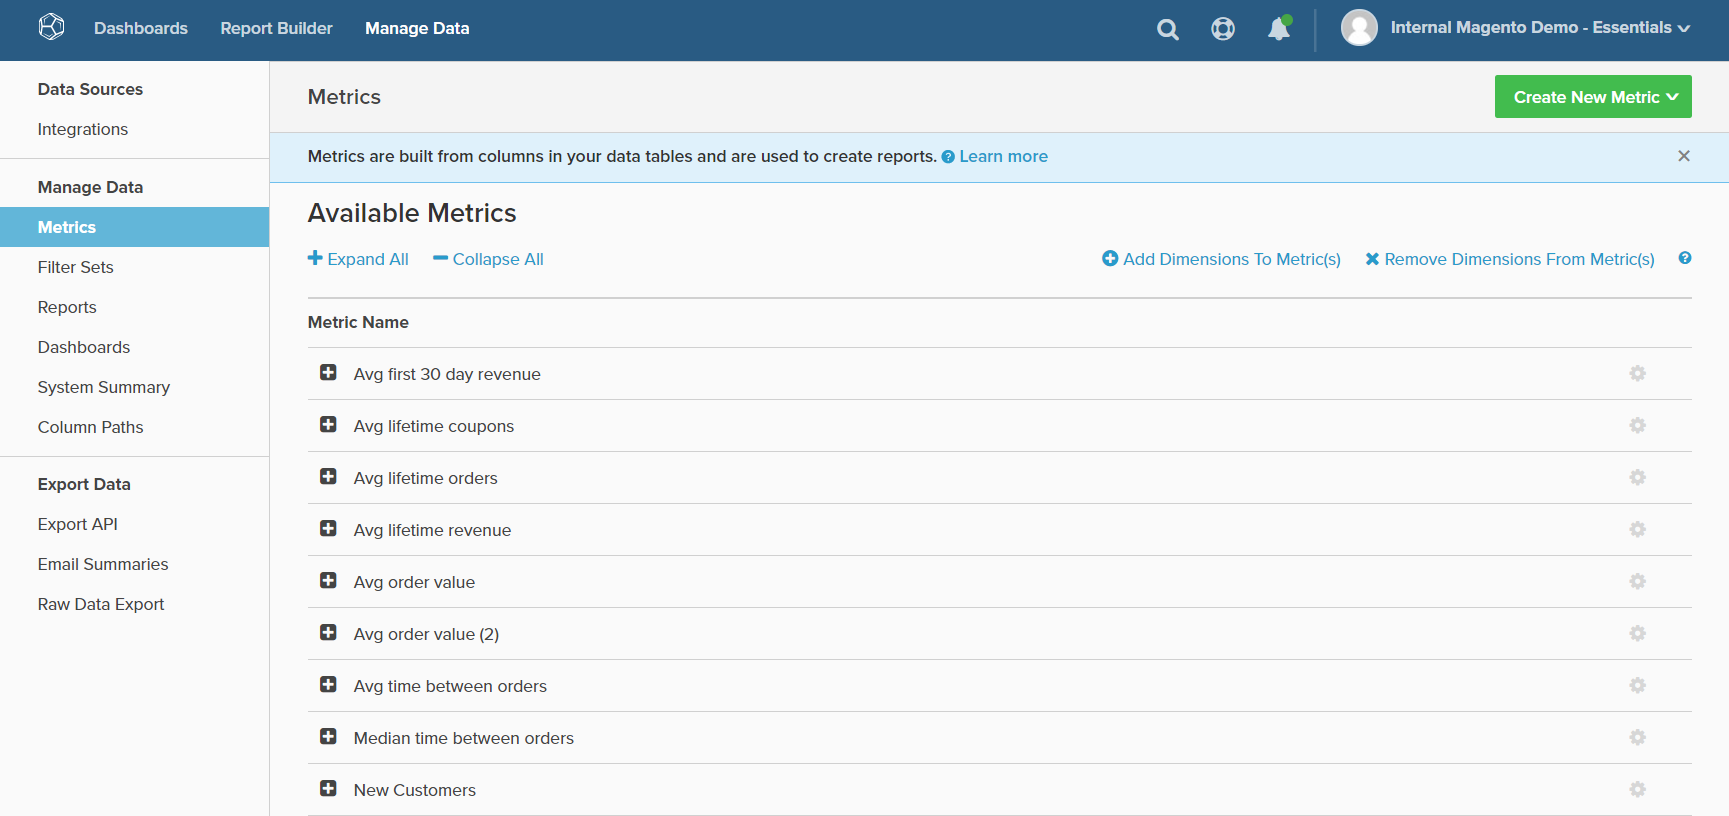 Dashboards Report Builder Manage Data Internal Magento Demo - Essentials
Data Sources
Integrations
Manage Data
Metrics
Filter Sets
Reports
Dashboards
System Summary
Column Paths
Export Data
Export API
Email Summaries
Raw Data Export
Metrics Create New Metric
Metrics are built from columns in your data tables and are used to create reports. ? Learn more
Available Metrics
Expand All Collapse All Add Dimensions To Metric(s) Remove Dimensions From Metric(s) ?
Metric Name
Avg first 30 day revenue
Avg lifetime coupons
Avg lifetime orders
Avg lifetime revenue
Avg order value
Avg order value (2)
Avg time between orders
Median time between orders
New Customers